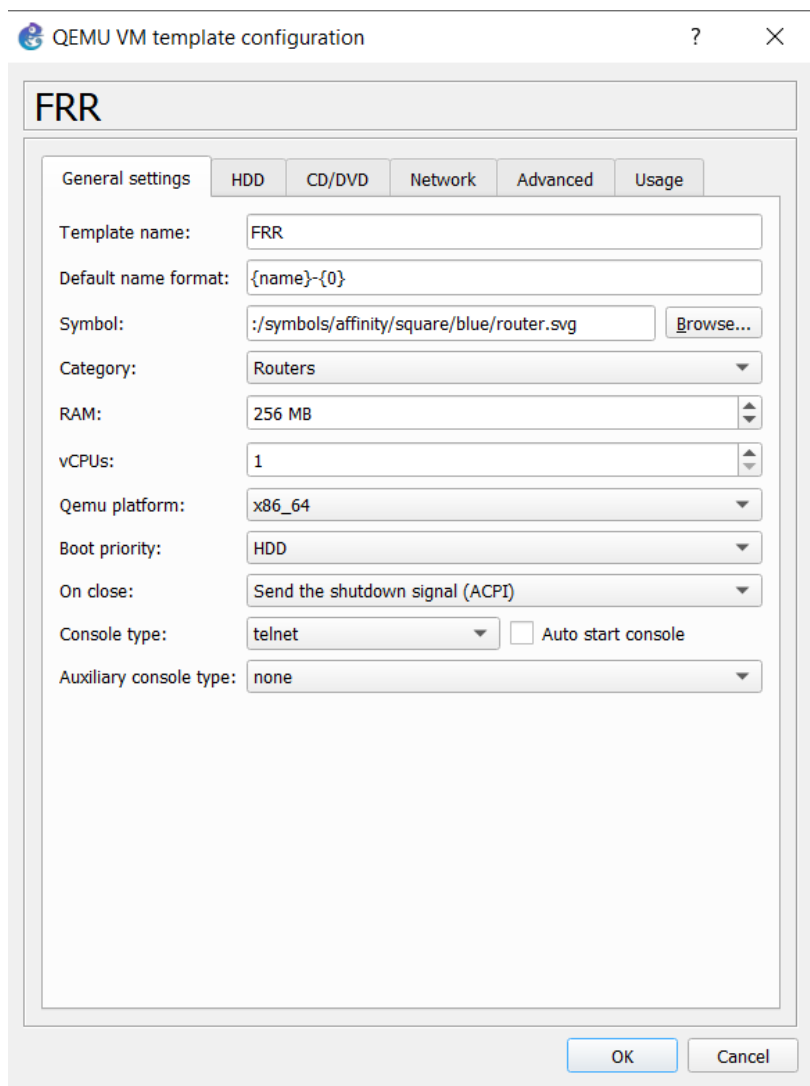 QEMU VM template configuration ? ×
FRR
General settings HDD CD/DVD Network Advanced Usage
Template name: FRR
Default name format: {name}-{0}
Symbol: :/symbols/affinity/square/blue/router.svg Browse...
Category: Routers
RAM: 256 MB
vCPUs: 1
Qemu platform: x86_64
Boot priority: HDD
On close: Send the shutdown signal (ACPI)
Console type: telnet Auto start console
Auxiliary console type: none
OK Cancel